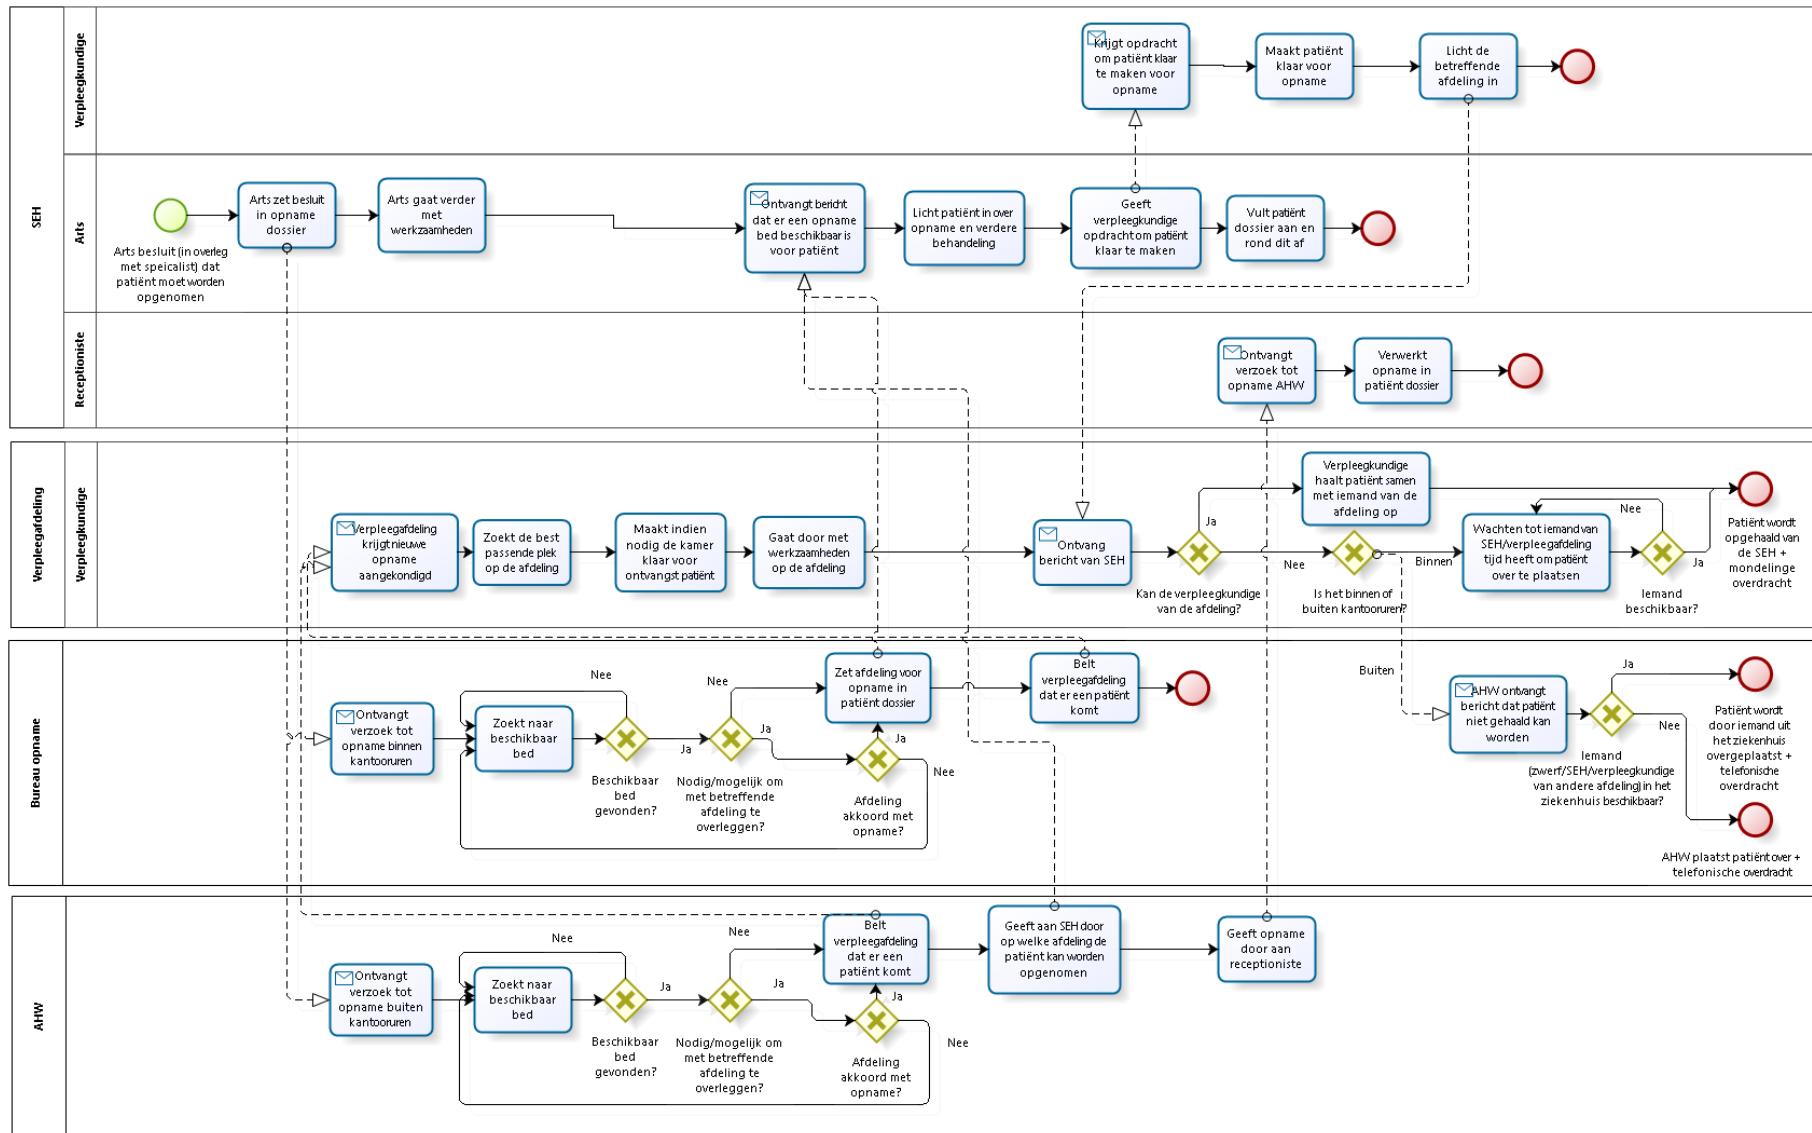 SEH
Verpleegkundige
Krijgt opdracht
om patiënt klaar
te maken voor
opname
Maakt patiënt
klaar voor
opname
Licht de
betreffende
afdeling in
Arts
Arts besluit (in overleg
met speicalist) dat
patiënt moet worden
opgenomen
Arts zet besluit
in opname
dossier
Arts gaat verder
met
werkzaamheden
Ontvangt bericht
dat er een opname
bed beschikbaar is
voor patiënt
Licht patiënt in over
opname en verdere
behandeling
Geeft
verpleegkundige
opdracht om patiënt
klaar te maken
Vult patiënt
dossier aan en
rond dit af
Receptioniste
Ontvangt
verzoek tot
opname AHW
Verwerkt
opname in
patiënt dossier
Verpleegafdeling
Verpleegkundige
Verpleegafdeling
krijgt nieuwe
opname
aangekondigd
Zoekt de best
passende plek
op de afdeling
Maakt indien
nodig de kamer
klaar voor
ontvangst patiënt
Gaat door met
werkzaamheden
op de afdeling
Ontvang
bericht van SEH
Kan de verpleegkundige
van de afdeling?
Ja
Nee
Verpleegkundige
haalt patiënt samen
met iemand van de
afdeling op
Is het binnen of
buiten kantooruren?
Binnen
Buiten
Wachten tot iemand van
SEH/verpleegafdeling
tijd heeft om patiënt
over te plaatsen
Nee
Ja
Iemand
beschikbaar?
Patiënt wordt
opgehaald van
de SEH +
mondelinge
overdracht
Bureau opname
Ontvangt
verzoek tot
opname binnen
kantooruren
Zoekt naar
beschikbaar
bed
Nee
Ja
Beschikbaar
bed
gevonden?
Nee
Ja
Nodig/mogelijk om
met betreffende
afdeling te
overleggen?
Zet afdeling voor
opname in
patiënt dossier
Ja
Nee
Afdeling
akkoord met
opname?
Belt
verpleegafdeling
dat er een patiënt
komt
AHW ontvangt
bericht dat patiënt
niet gehaald kan
worden
Ja
Nee
Iemand
(zwerf/SEH/verpleegkundige
van andere afdeling) in het
ziekenhuis beschikbaar?
Patiënt wordt
door iemand uit
het ziekenhuis
overgeplaatst +
telefonische
overdracht
AHW plaatst patiënt over +
telefonische overdracht
AHW
Ontvangt
verzoek tot
opname buiten
kantooruren
Zoekt naar
beschikbaar
bed
Nee
Ja
Beschikbaar
bed
gevonden?
Nee
Ja
Nodig/mogelijk om
met betreffende
afdeling te
overleggen?
Belt
verpleegafdeling
dat er een
patiënt komt
Ja
Nee
Afdeling
akkoord met
opname?
Geeft aan SEH door
op welke afdeling de
patiënt kan worden
opgenomen
Geeft opname
door aan
receptioniste